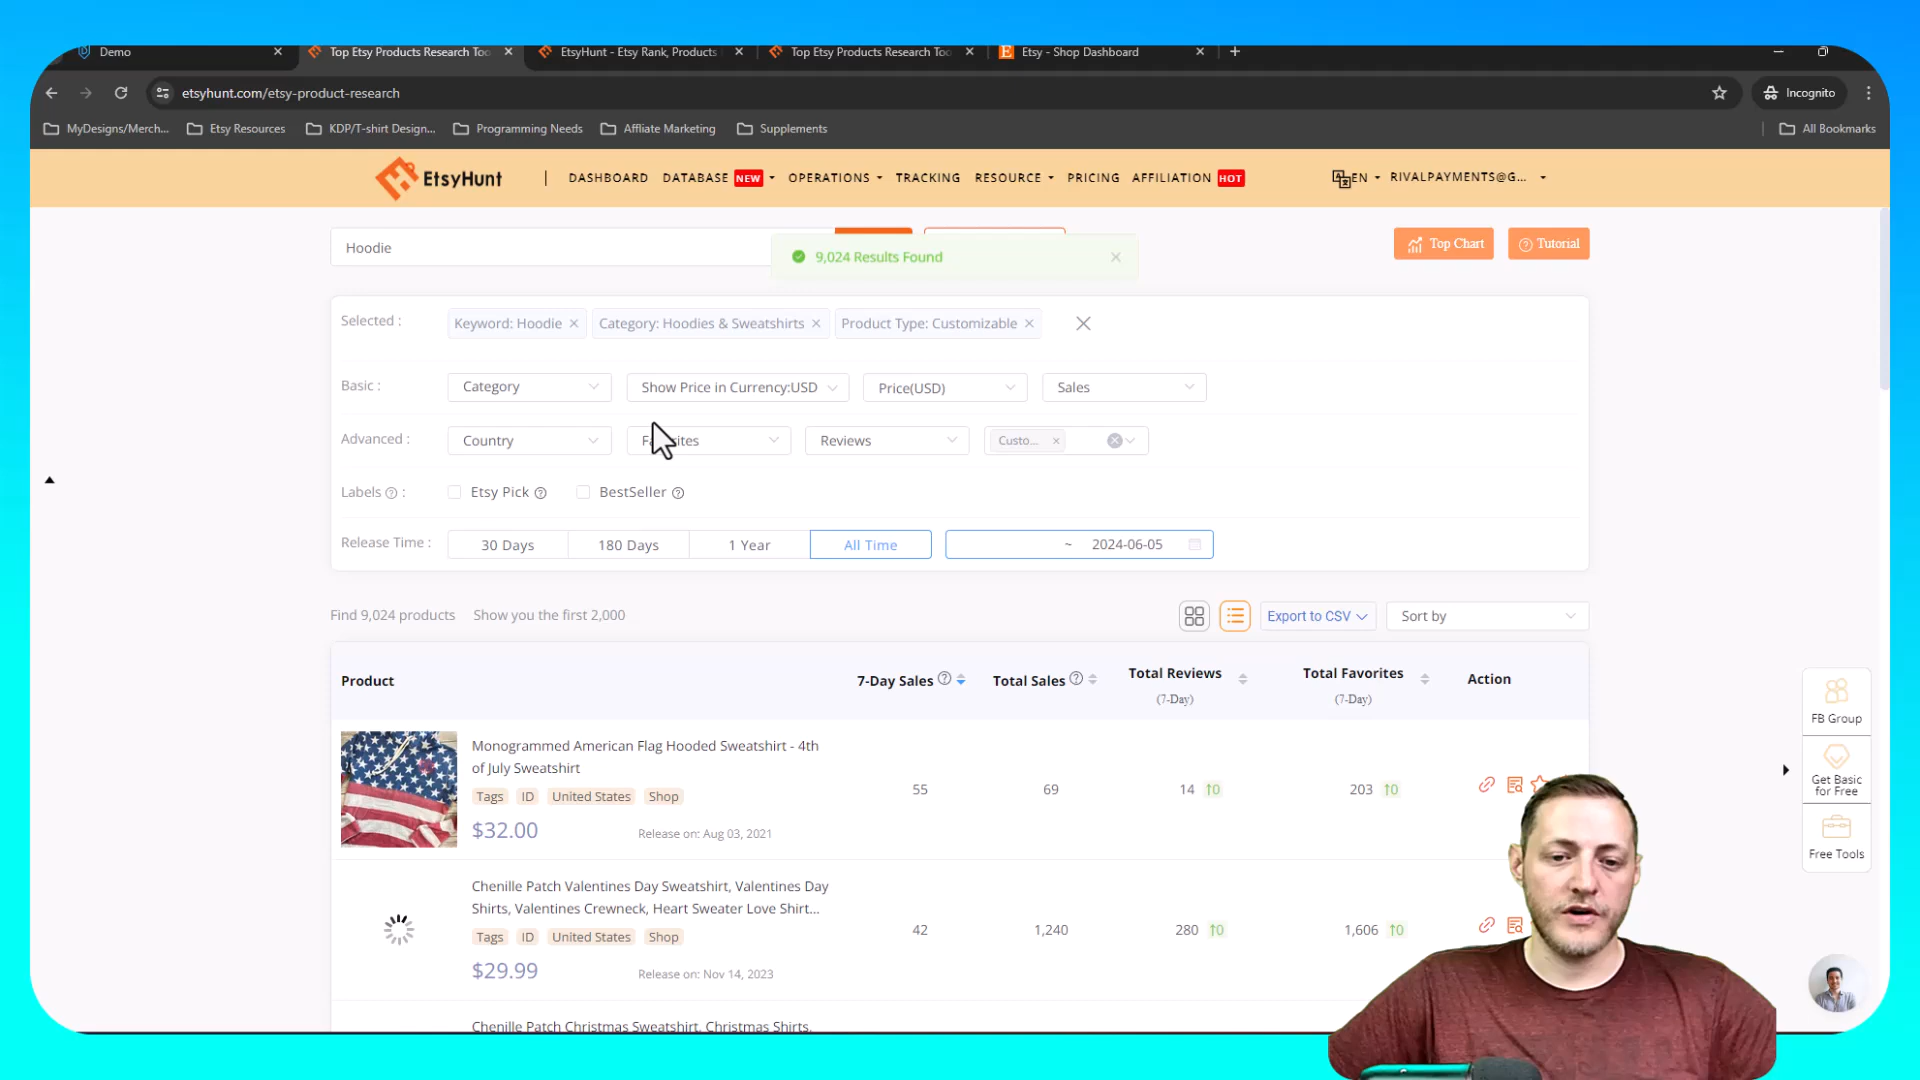 Demo
Top Etsy Products Research Too
EtsyHunt - Etsy Rank, Products
Top Etsy Products Research Too
Etsy - Shop Dashboard
etsyhunt.com/etsy-product-research
Incognito
MyDesigns/Merch...
Etsy Resources
KDP/T-shirt Design...
Programming Needs
Affliate Marketing
Supplements
All Bookmarks
EtsyHunt
DASHBOARD
DATABASE NEW
OPERATIONS
TRACKING
RESOURCE
PRICING
AFFILIATION HOT
EN
RIVALPAYMENTS@G...
Hoodie
9,024 Results Found
Top Chart
Tutorial
Selected :
Keyword: Hoodie
Category: Hoodies & Sweatshirts
Product Type: Customizable
Basic :
Category
Show Price in Currency:USD
Price(USD)
Sales
Advanced :
Country
Reviews
Custo...
Labels ? :
Etsy Pick ?
BestSeller ?
Release Time :
30 Days
180 Days
1 Year
All Time
~ 2024-06-05
Find 9,024 products
Show you the first 2,000
Export to CSV
Sort by
Product
7-Day Sales ?
Total Sales ?
Total Reviews
(7-Day)
Total Favorites
(7-Day)
Action
Monogrammed American Flag Hooded Sweatshirt - 4th
of July Sweatshirt
Tags ID United States Shop
$32.00
Release on: Aug 03, 2021
55
69
14 ↑0
203 ↑0
Chenille Patch Valentines Day Sweatshirt, Valentines Day
Shirts, Valentines Crewneck, Heart Sweater Love Shirt...
Tags ID United States Shop
$29.99
Release on: Nov 14, 2023
42
1,240
280 ↑0
1,606 ↑0
Chenille Patch Christmas Sweatshirt, Christmas Shirts,
FB Group
Get Basic
for Free
Free Tools